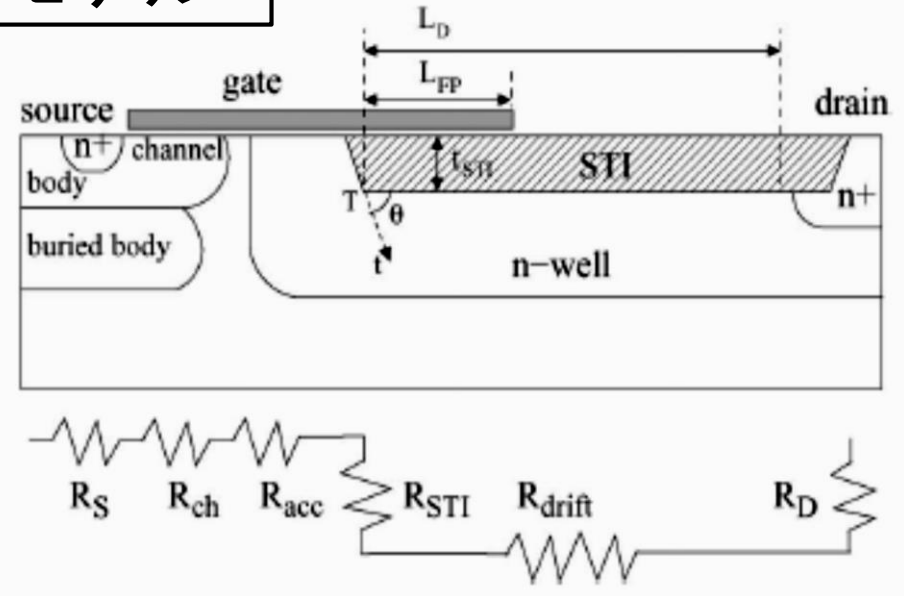 L_D
gate
L_FP
source
drain
n+
channel
t_STI
STI
body
T
θ
n+
buried body
t
n-well
R_S
R_ch
R_acc
R_STI
R_drift
R_D